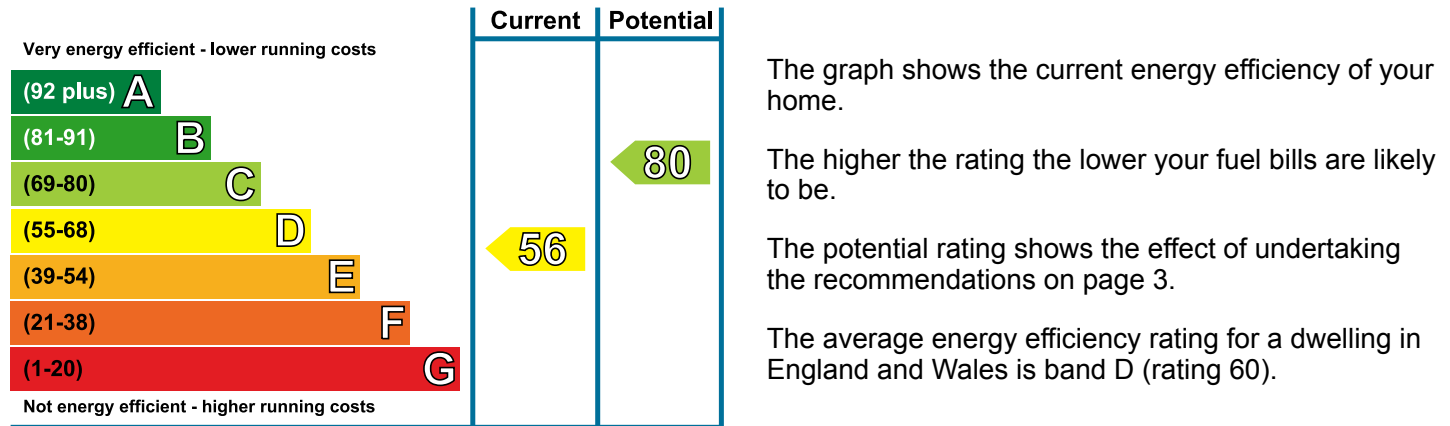 Current Potential
Very energy efficient - lower running costs
(92 plus) A
(81-91) B
(69-80) C
(55-68) D
(39-54) E
(21-38) F
(1-20) G
Not energy efficient - higher running costs
56
80
The graph shows the current energy efficiency of your
home.
The higher the rating the lower your fuel bills are likely
to be.
The potential rating shows the effect of undertaking
the recommendations on page 3.
The average energy efficiency rating for a dwelling in
England and Wales is band D (rating 60).